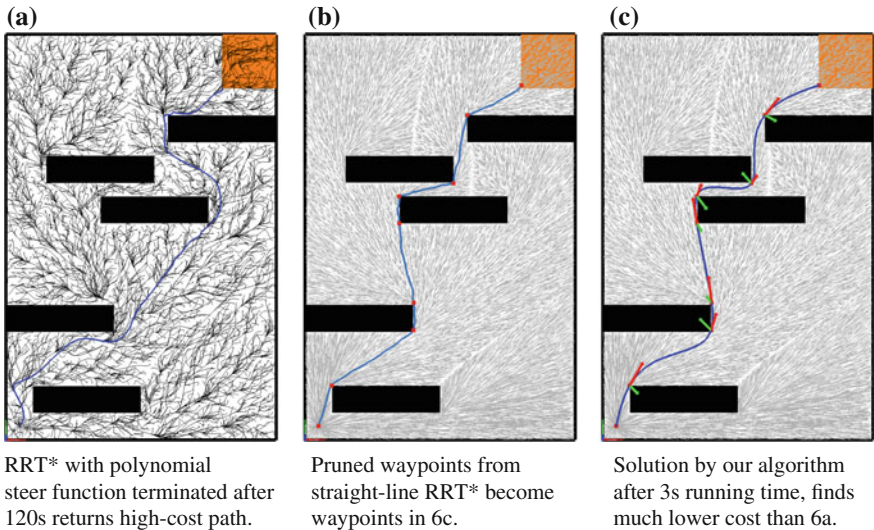 (a)
(b)
(c)
RRT* with polynomial
steer function terminated after
120s returns high-cost path.
Pruned waypoints from
straight-line RRT* become
waypoints in 6c.
Solution by our algorithm
after 3s running time, finds
much lower cost than 6a.